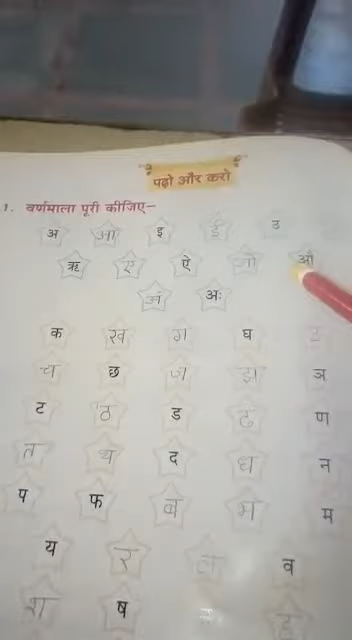 पढ़ो और करो
1. वर्णमाला पूरी कीजिए–
अ आ इ ई उ
ऋ ए ऐ ओ औ
अं अः
क ख ग घ
च छ ज झ ञ
ट ठ ड ढ ण
त थ द ध न
प फ ब भ म
य र ल व
श ष ह